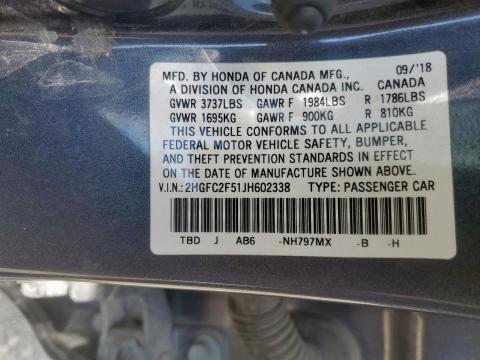 MFD. BY HONDA OF CANADA MFG., 09/'18
A DIVISION OF HONDA CANADA INC. CANADA
GVWR 3737LBS GAWR F 1984LBS R 1786LBS
GVWR 1695KG GAWR F 900KG R 810KG
THIS VEHICLE CONFORMS TO ALL APPLICABLE
FEDERAL MOTOR VEHICLE SAFETY, BUMPER,
AND THEFT PREVENTION STANDARDS IN EFFECT
ON THE DATE OF MANUFACTURE SHOWN ABOVE.
V.I.N.: 2HGFC2F51JH602338 TYPE: PASSENGER CAR
TBD J AB6 -NH797MX -B -H